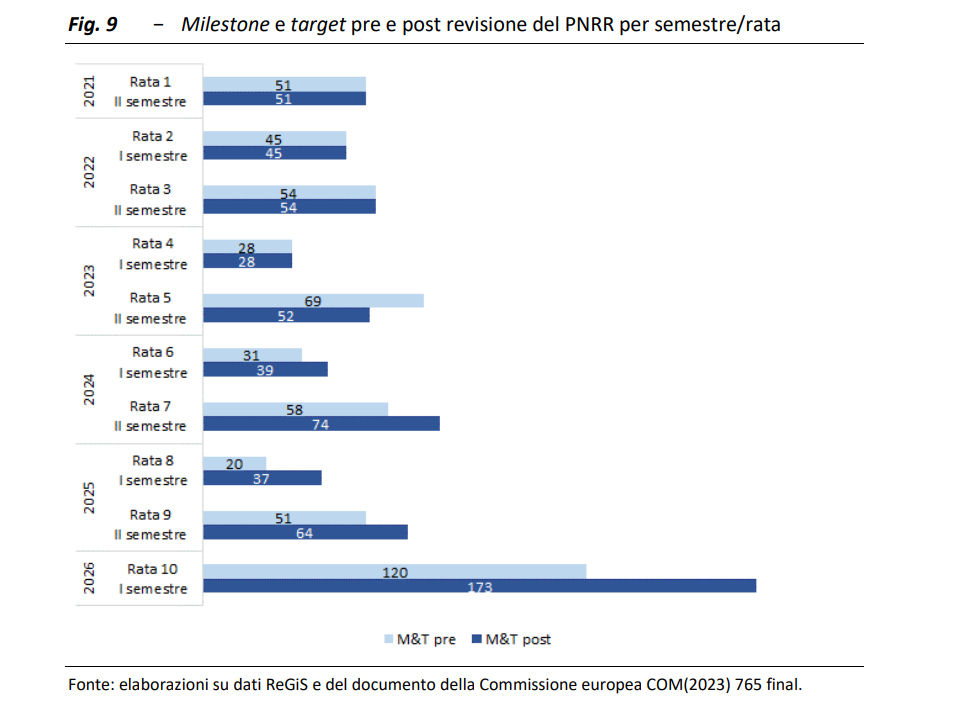 Fig. 9 – Milestone e target pre e post revisione del PNRR per semestre/rata
2021
Rata 1
II semestre
51
51
2022
Rata 2
I semestre
45
45
Rata 3
II semestre
54
54
2023
Rata 4
I semestre
28
28
Rata 5
II semestre
69
52
2024
Rata 6
I semestre
31
39
Rata 7
II semestre
58
74
2025
Rata 8
I semestre
20
37
Rata 9
II semestre
51
64
2026
Rata 10
I semestre
120
173
M&T pre M&T post
Fonte: elaborazioni su dati ReGiS e del documento della Commissione europea COM(2023) 765 final.